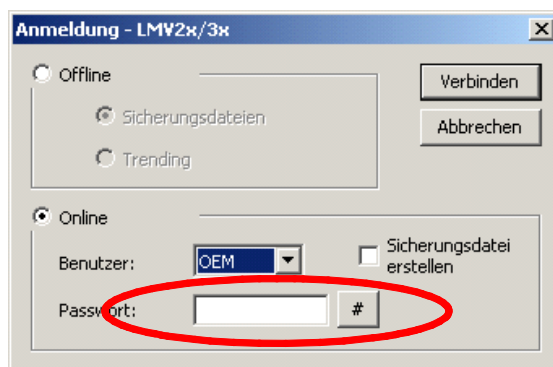 Anmeldung - LMV2x/3x
Offline
Verbinden
Sicherungsdateien
Abbrechen
Trending
Online
Benutzer:
OEM
Sicherungsdatei
erstellen
Passwort:
#